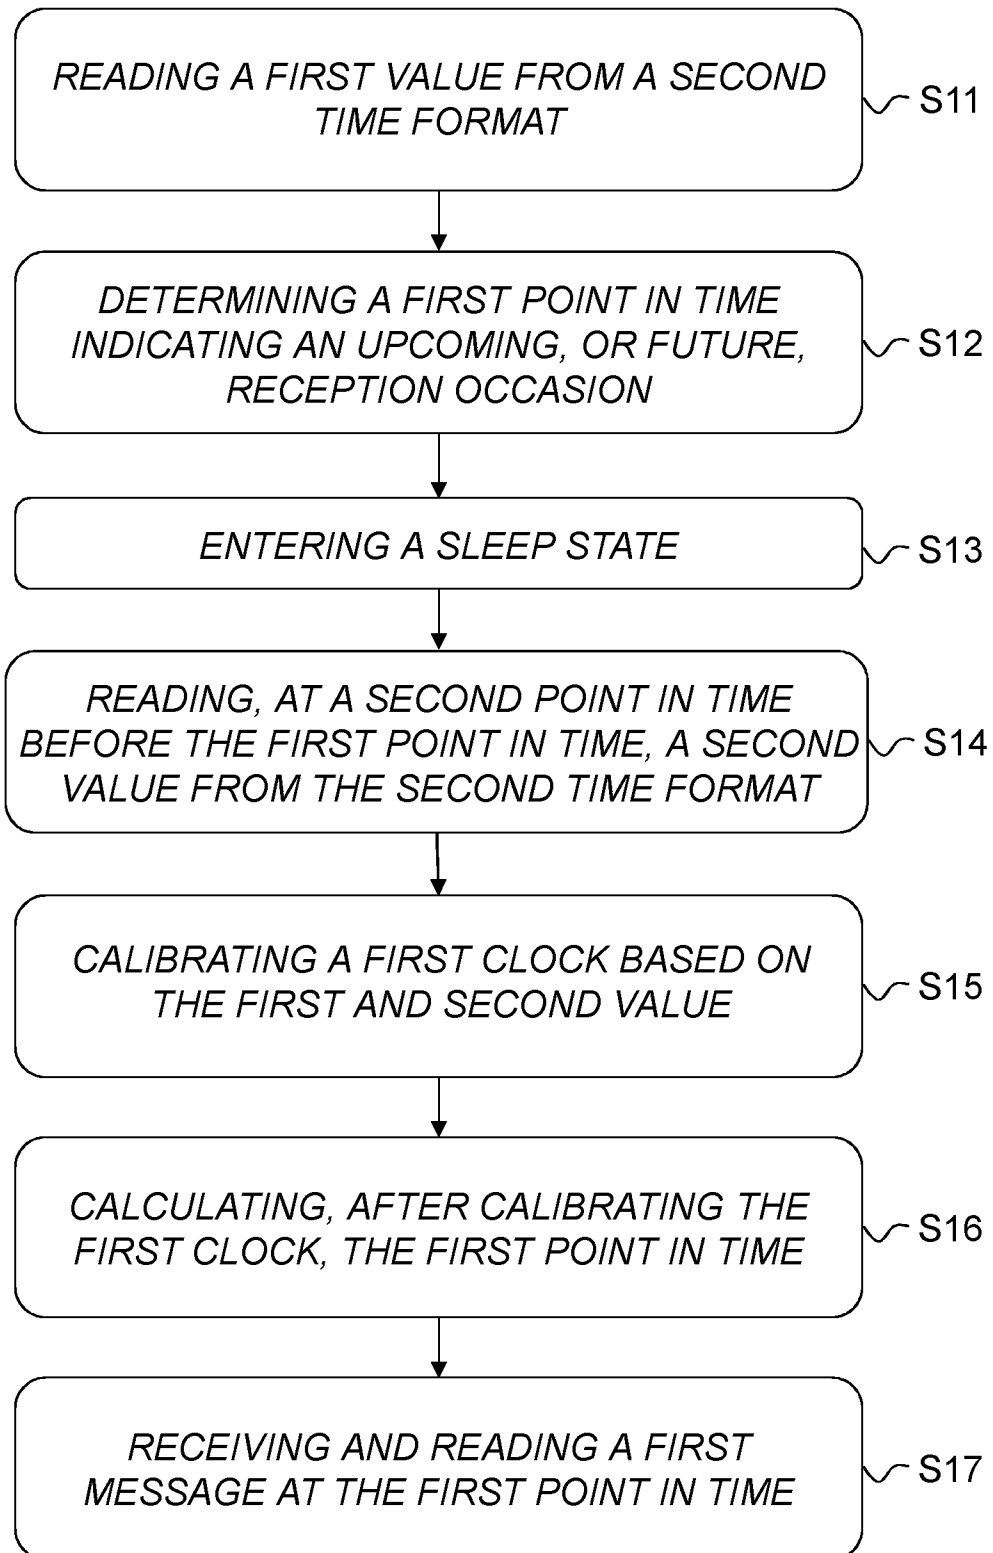 READING A FIRST VALUE FROM A SECOND
TIME FORMAT
S11
DETERMINING A FIRST POINT IN TIME
INDICATING AN UPCOMING, OR FUTURE,
RECEPTION OCCASION
S12
ENTERING A SLEEP STATE
S13
READING, AT A SECOND POINT IN TIME
BEFORE THE FIRST POINT IN TIME, A SECOND
VALUE FROM THE SECOND TIME FORMAT
S14
CALIBRATING A FIRST CLOCK BASED ON
THE FIRST AND SECOND VALUE
S15
CALCULATING, AFTER CALIBRATING THE
FIRST CLOCK, THE FIRST POINT IN TIME
S16
RECEIVING AND READING A FIRST
MESSAGE AT THE FIRST POINT IN TIME
S17